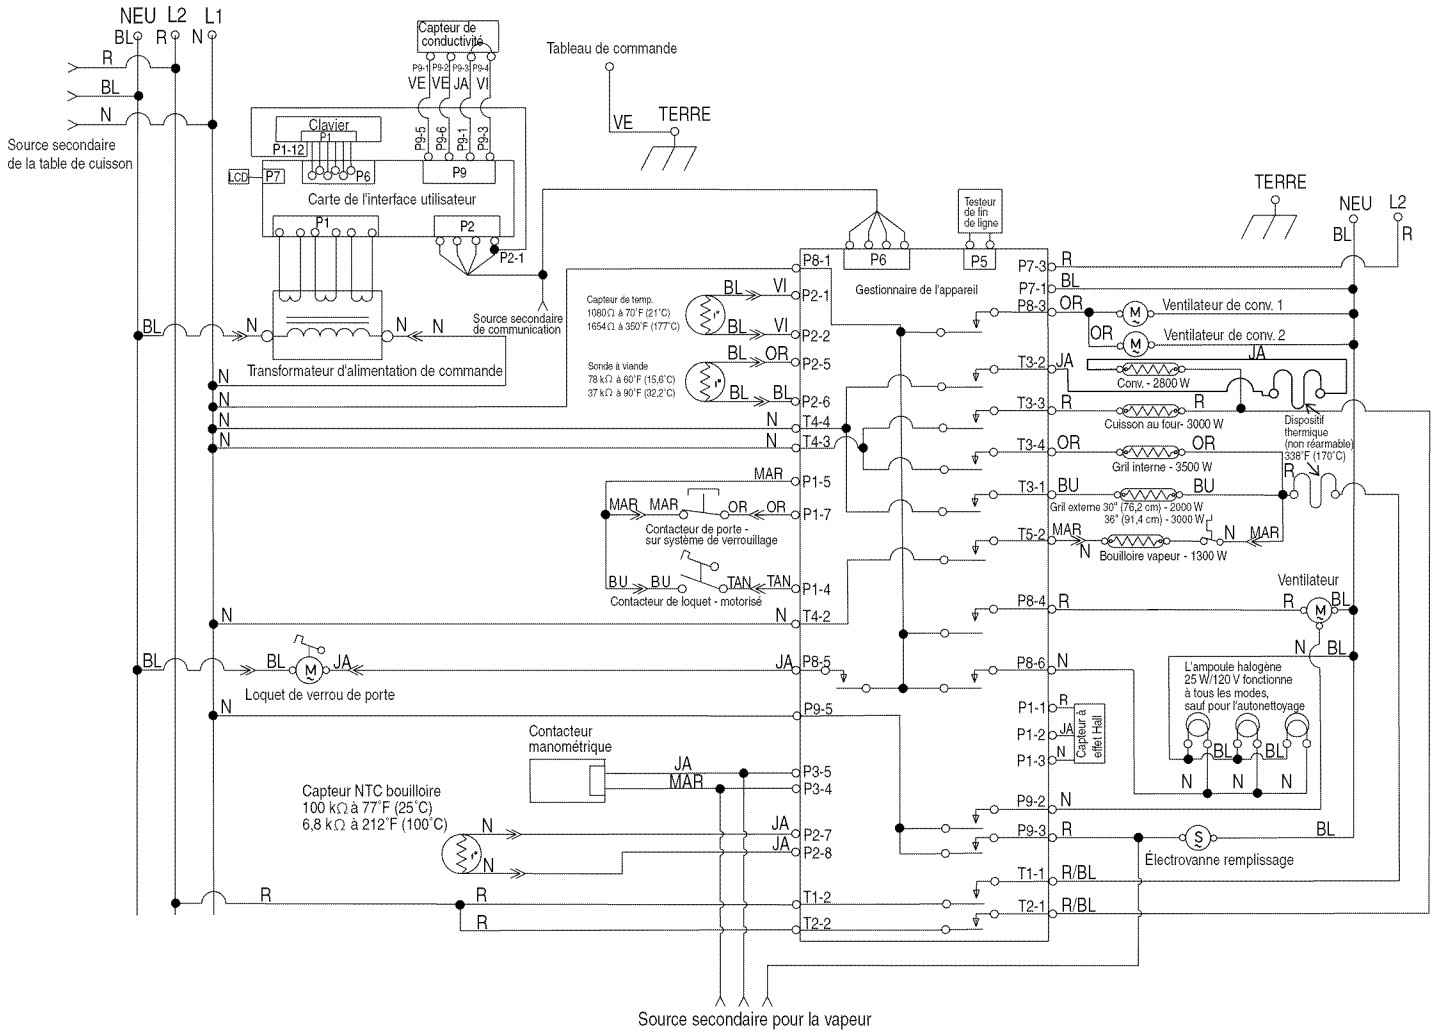 NEU L2 L1
BL R N
R
BL
N
Source secondaire
de la table de cuisson
Capteur de
conductivité
P9-1 P9-2 P9-3 P9-4
VE VE JA VI
P9-5 P9-6 P9-1 P9-3
Tableau de commande
VE
TERRE
Clavier
P1
P1-12
LCD P7 P6 P9
Carte de l'interface utilisateur
P1 P2
P2-1
Source secondaire
de communication
BL N N N
Transformateur d'alimentation de commande
N
N
N
N
Testeur
de fin
de ligne
P6 P5
Gestionnaire de l'appareil
TERRE
NEU L2
BL R
P8-1
Capteur de temp.
1080Ω à 70°F (21°C)
1654Ω à 350°F (177°C)
BL VI P2-1
BL VI P2-2
Sonde à viande
78 kΩ à 60°F (15,6°C)
37 kΩ à 90°F (32,2°C)
BL OR P2-5
BL BL P2-6
N T4-4
N T4-3
MAR P1-5
MAR MAR OR OR P1-7
Contacteur de porte -
sur système de verrouillage
BU BU TAN TAN P1-4
Contacteur de loquet - motorisé
N N T4-2
BL BL M JA JA P8-5
Loquet de verrou de porte
N P9-5
Contacteur
manométrique
JA P3-5
MAR P3-4
Capteur NTC bouilloire
100 kΩ à 77°F (25°C)
6,8 kΩ à 212°F (100°C)
N JA P2-7
N JA P2-8
R R T1-2
R T2-2
P7-3 R
P7-1 BL
P8-3 OR M Ventilateur de conv. 1
OR M Ventilateur de conv. 2
T3-2 JA JA
Conv. - 2800 W
T3-3 R R
Cuisson au four- 3000 W
Dispositif
thermique
(non réarmable)
338°F (170°C)
T3-4 OR OR
Gril interne - 3500 W
R
T3-1 BU BU
Gril externe 30" (76,2 cm) - 2000 W
36" (91,4 cm) - 3000 W
T5-2 MAR N N MAR
Bouilloire vapeur - 1300 W
Ventilateur
P8-4 R R M BL
N
N BL
P8-6 N
L'ampoule halogène
25 W/120 V fonctionne
à tous les modes,
sauf pour l'autonettoyage
BL BL
N N N
P1-1 R
P1-2 JA
P1-3 N
Capteur à
effet Hall
P9-2 N
P9-3 R S BL
Électrovanne remplissage
T1-1 R/BL
T2-1 R/BL
Source secondaire pour la vapeur